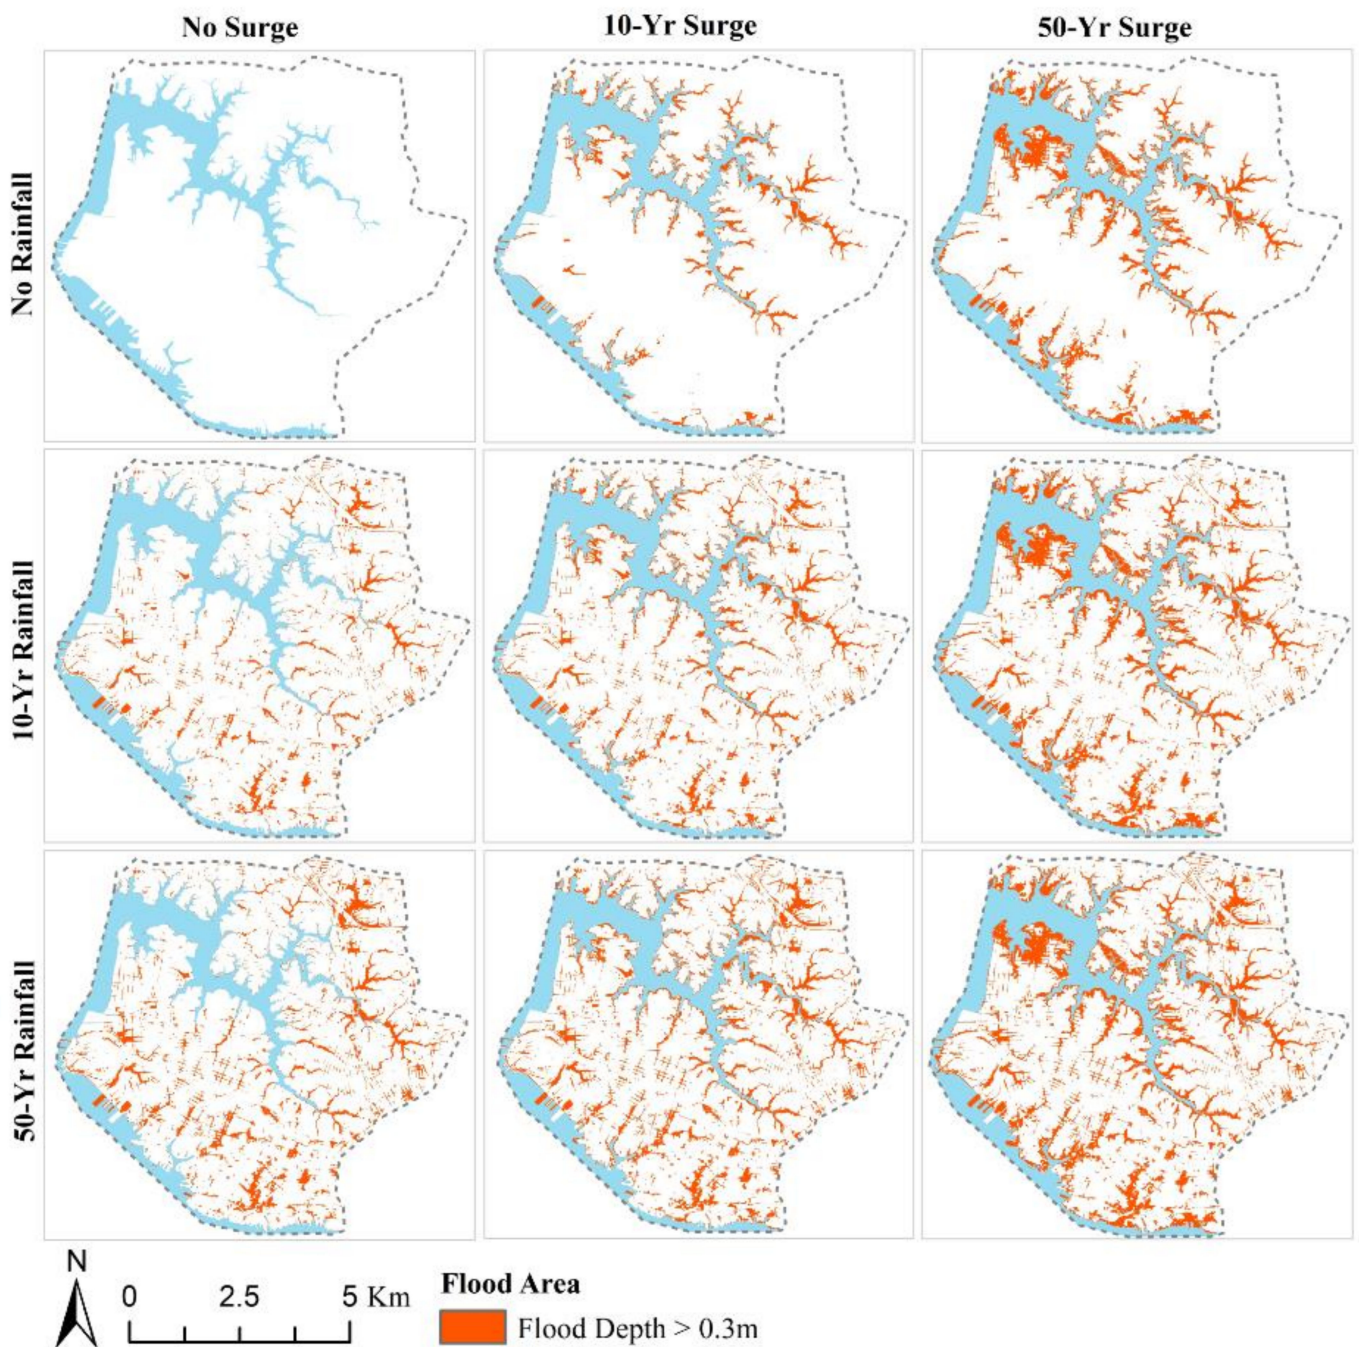 No Surge
10-Yr Surge
50-Yr Surge
No Rainfall
10-Yr Rainfall
50-Yr Rainfall
N
0 2.5 5 Km
Flood Area
Flood Depth > 0.3m